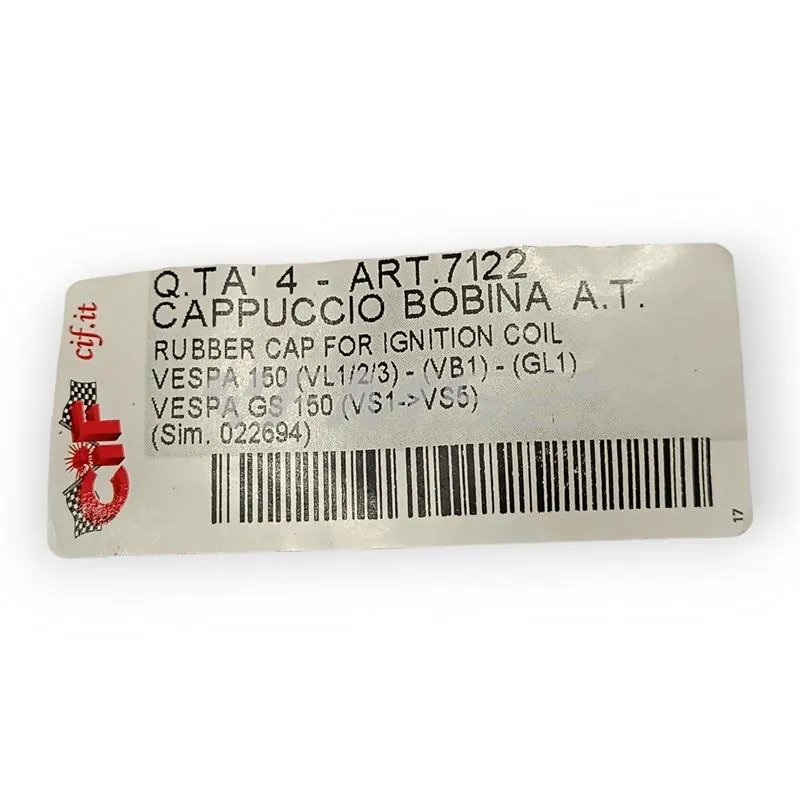 Q.TA' 4 - ART.7122
CAPPUCCIO BOBINA A.T.
RUBBER CAP FOR IGNITION COIL
VESPA 150 (VL1/2/3) - (VB1) - (GL1)
VESPA GS 150 (VS1->VS5)
(Sim. 022694)
cif.it
CIF
17